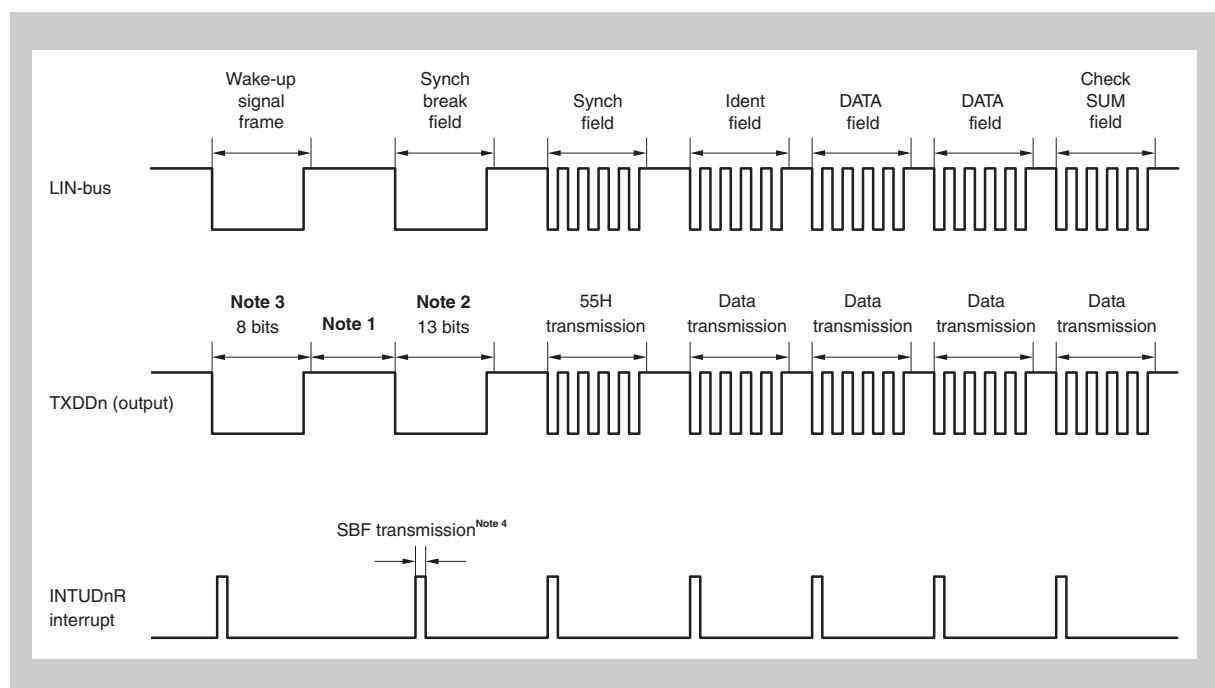 Wake-up
signal
frame
Synch
break
field
Synch
field
Ident
field
DATA
field
DATA
field
Check
SUM
field
LIN-bus
Note 3
8 bits
Note 1
Note 2
13 bits
55H
transmission
Data
transmission
Data
transmission
Data
transmission
Data
transmission
TXDDn (output)
SBF transmission Note 4
INTUDnR
interrupt